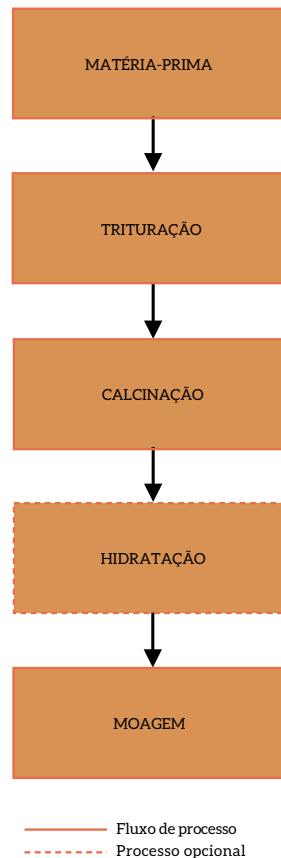 MATÉRIA-PRIMA
TRITURAÇÃO
CALCINAÇÃO
HIDRATAÇÃO
MOAGEM
Fluxo de processo
Processo opcional